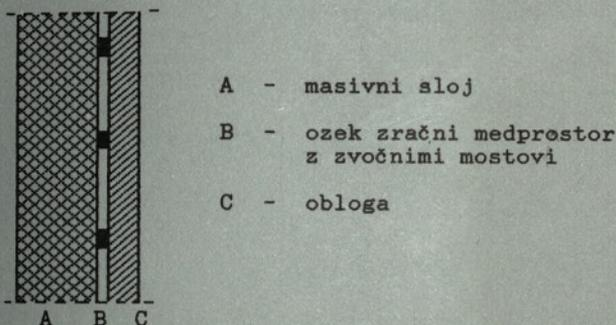 A - masivni sloj
B - ozek zračni medprostor
z zvočnimi mostovi
C - obloga
A B C